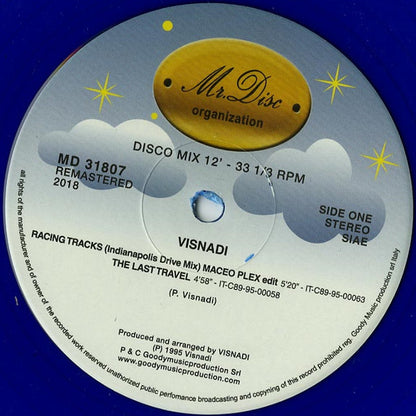 Mr. Disc
organization
DISCO MIX 12' - 33 1/3 RPM
MD 31807
REMASTERED
2018
SIDE ONE
STEREO
SIAE
VISNADI
RACING TRACKS (Indianapolis Drive Mix) MACEO PLEX edit 5'20" - IT-C89-95-00063
THE LAST TRAVEL 4'58" - IT-C89-95-00058
(P. Visnadi)
Produced and arranged by VISNADI
(P) 1995 Visnadi
P & C Goodymusicproduction Srl
www.goodymusicproduction.com
all rights of the manufacturer and of owner of the recorded work reserved unauthorized public perfomance broadcasting and copyning of this record prohibited reg. Goody Music production srl Italy